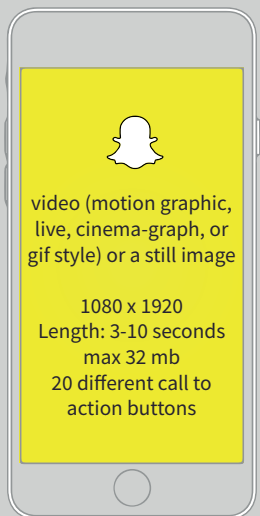 video (motion graphic,
live, cinema-graph, or
gif style) or a still image
1080 x 1920
Length: 3-10 seconds
max 32 mb
20 different call to
action buttons